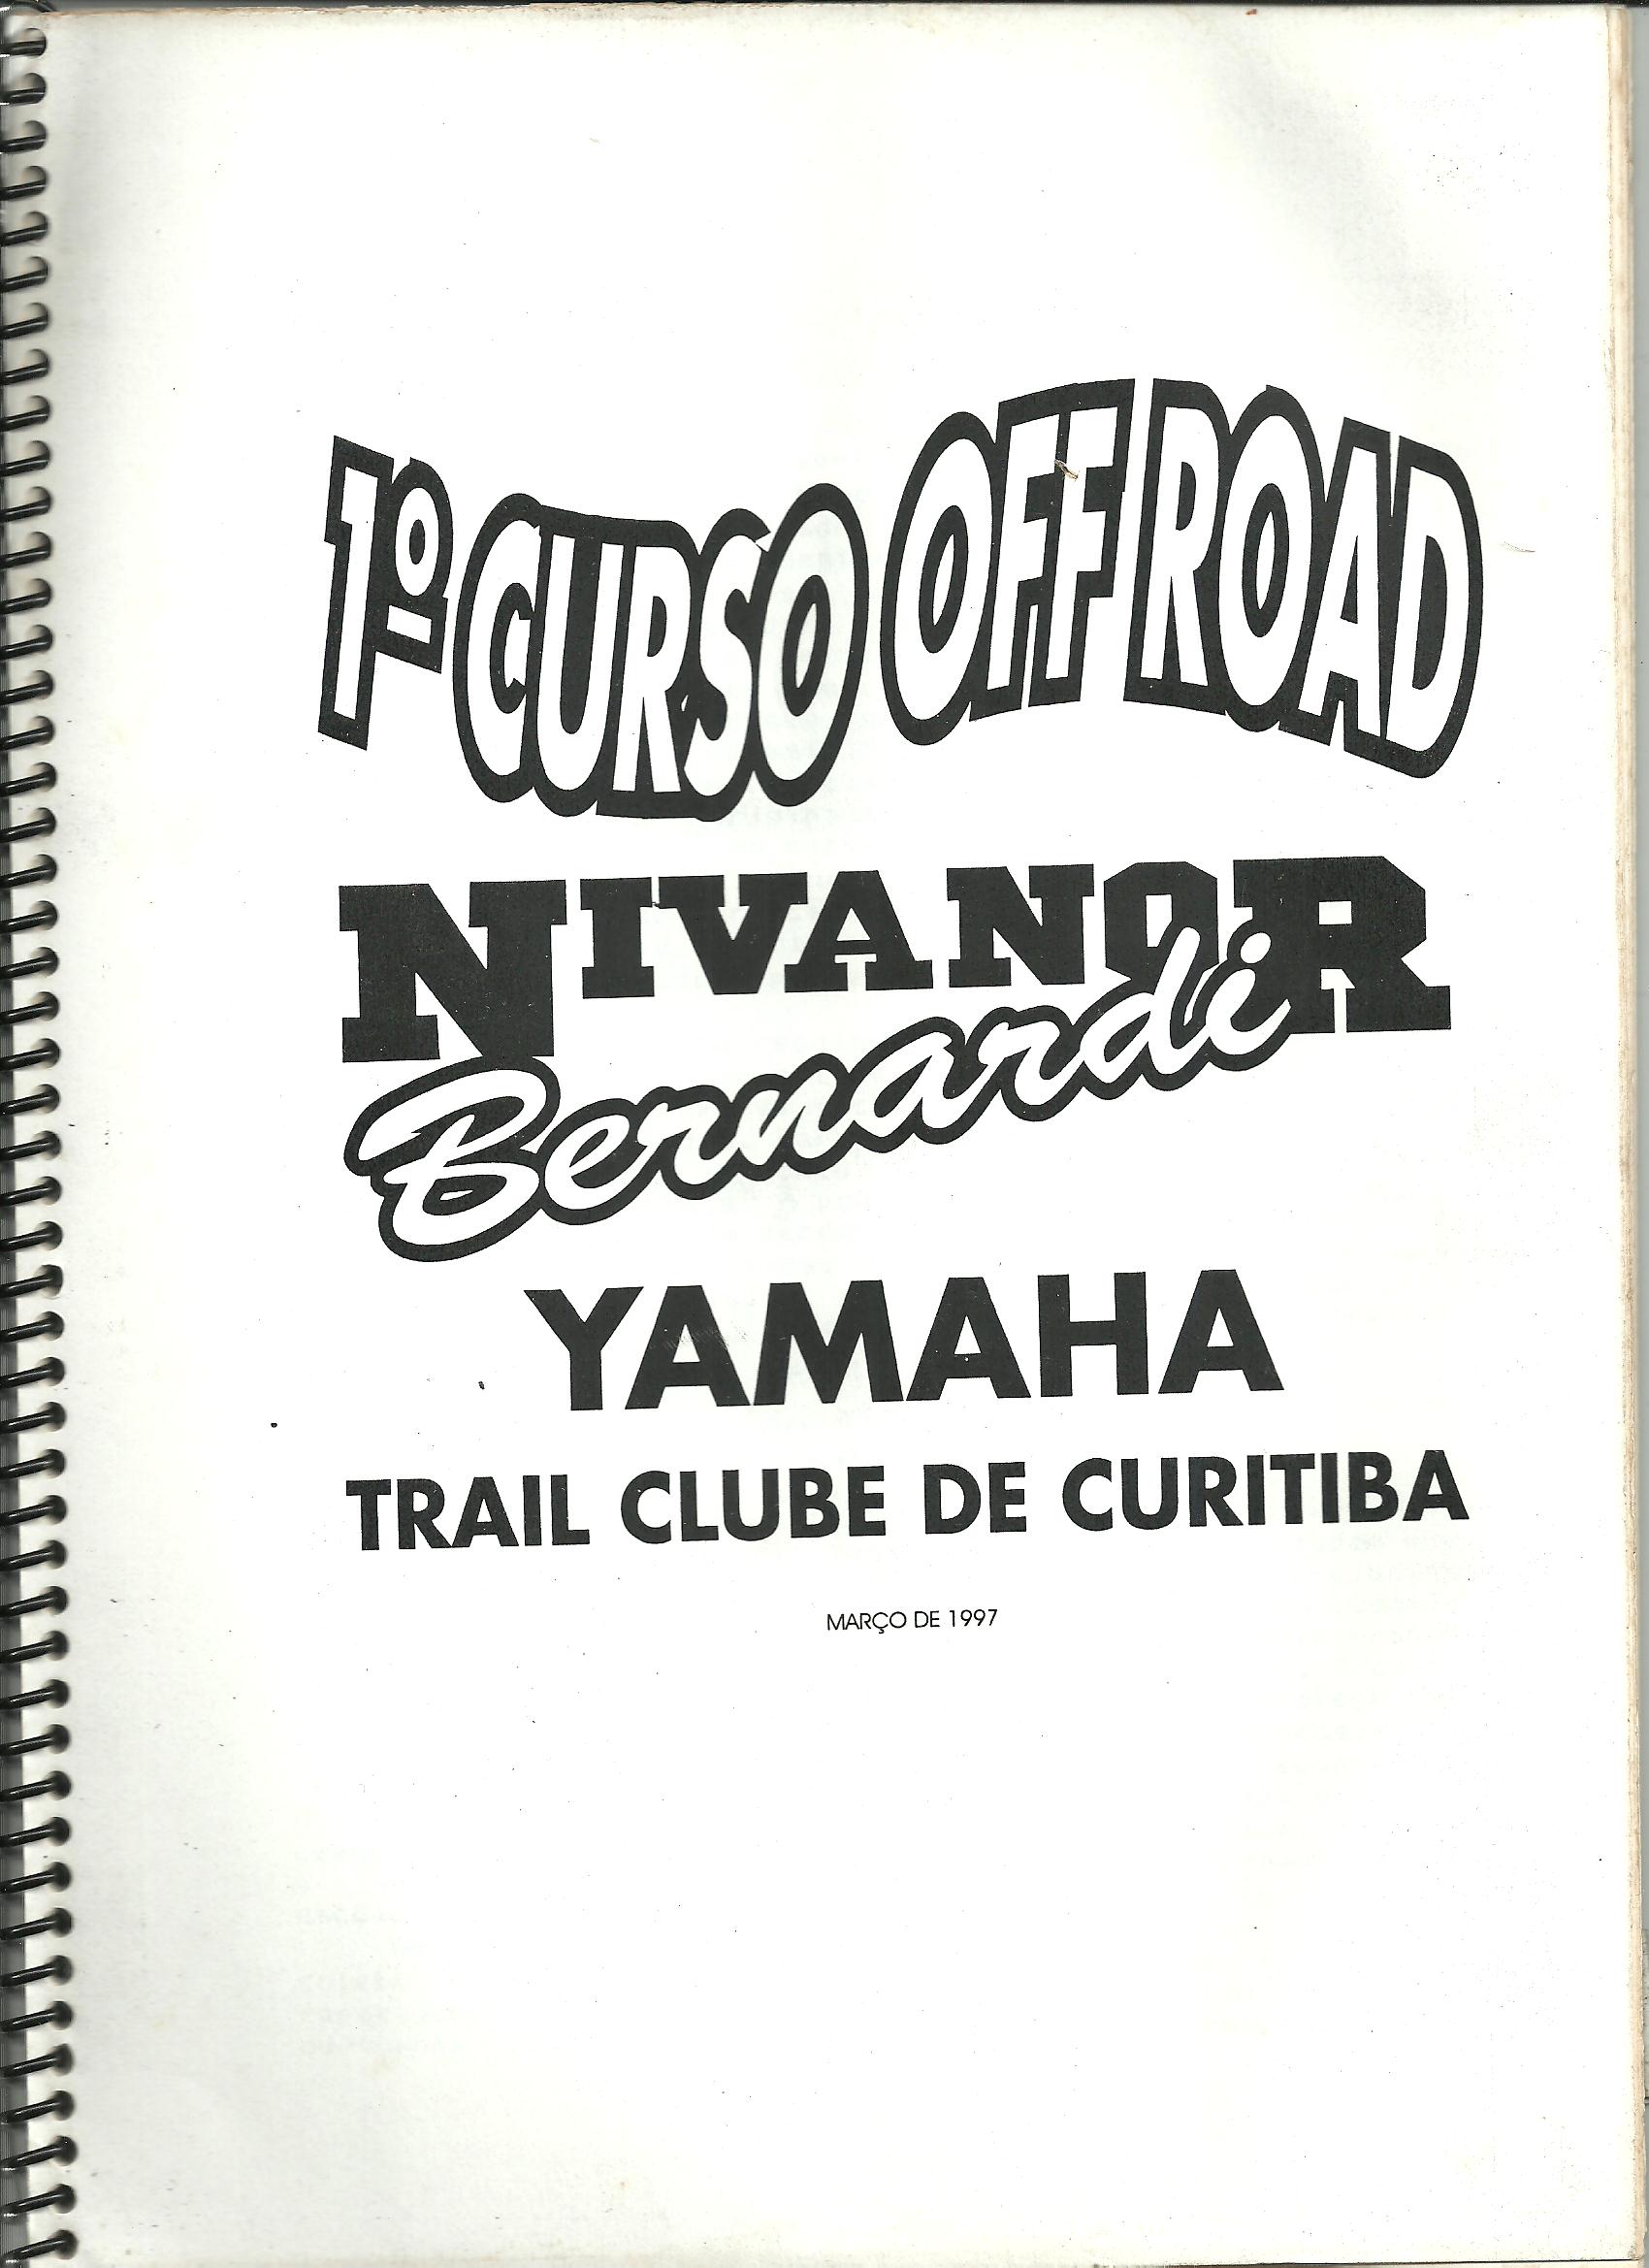 1º CURSO OFF ROAD
NIVANOR
Bernardi
YAMAHA
TRAIL CLUBE DE CURITIBA
MARÇO DE 1997